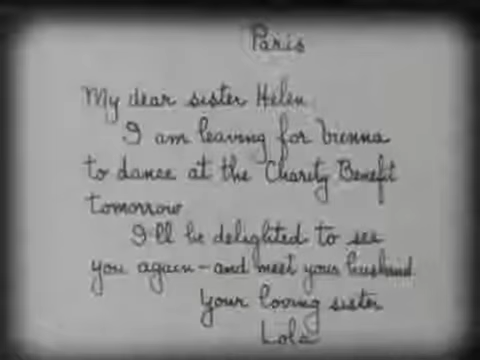 Paris
My dear sister Helen
I am leaving for Vienna
to dance at the Charity Benefit
tomorrow
I'll be delighted to see
you again - and meet your husband.
Your loving sister
Lola